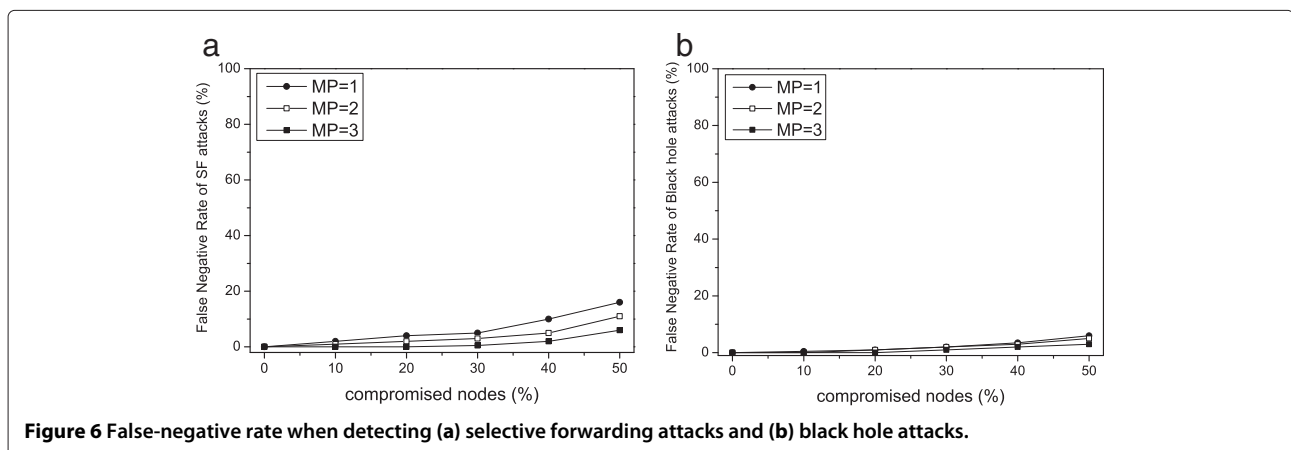 a
False Negative Rate of SF attacks (%)
100
80
60
40
20
0
MP=1
MP=2
MP=3
0 10 20 30 40 50
compromised nodes (%)
b
False Negative Rate of Black hole attacks (%)
100
80
60
40
20
0
MP=1
MP=2
MP=3
0 10 20 30 40 50
compromised nodes (%)
Figure 6 False-negative rate when detecting (a) selective forwarding attacks and (b) black hole attacks.